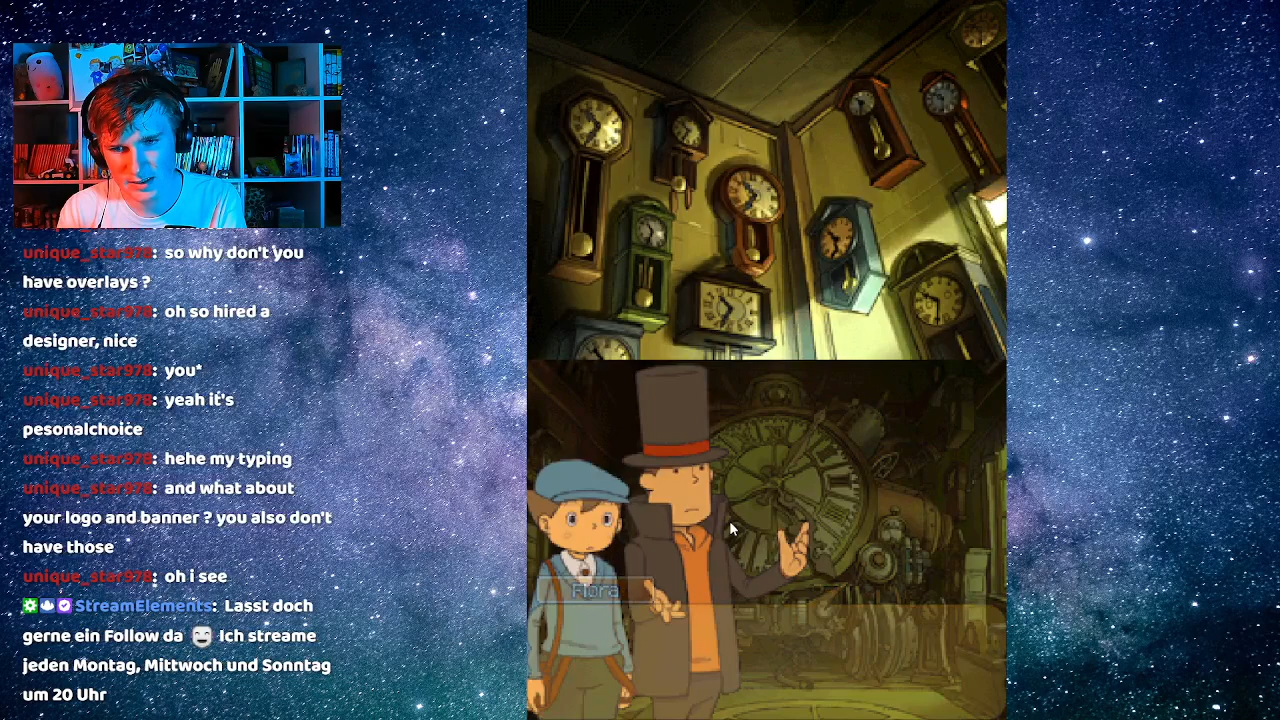 unique_star978: so why don't you
have overlays ?
unique_star978: oh so hired a
designer, nice
unique_star978: you*
unique_star978: yeah it's
pesonalchoice
unique_star978: hehe my typing
unique_star978: and what about
your logo and banner ? you also don't
have those
unique_star978: oh i see
StreamElements: Lasst doch
gerne ein Follow da 😄 Ich streame
jeden Montag, Mittwoch und Sonntag
um 20 Uhr
Flora